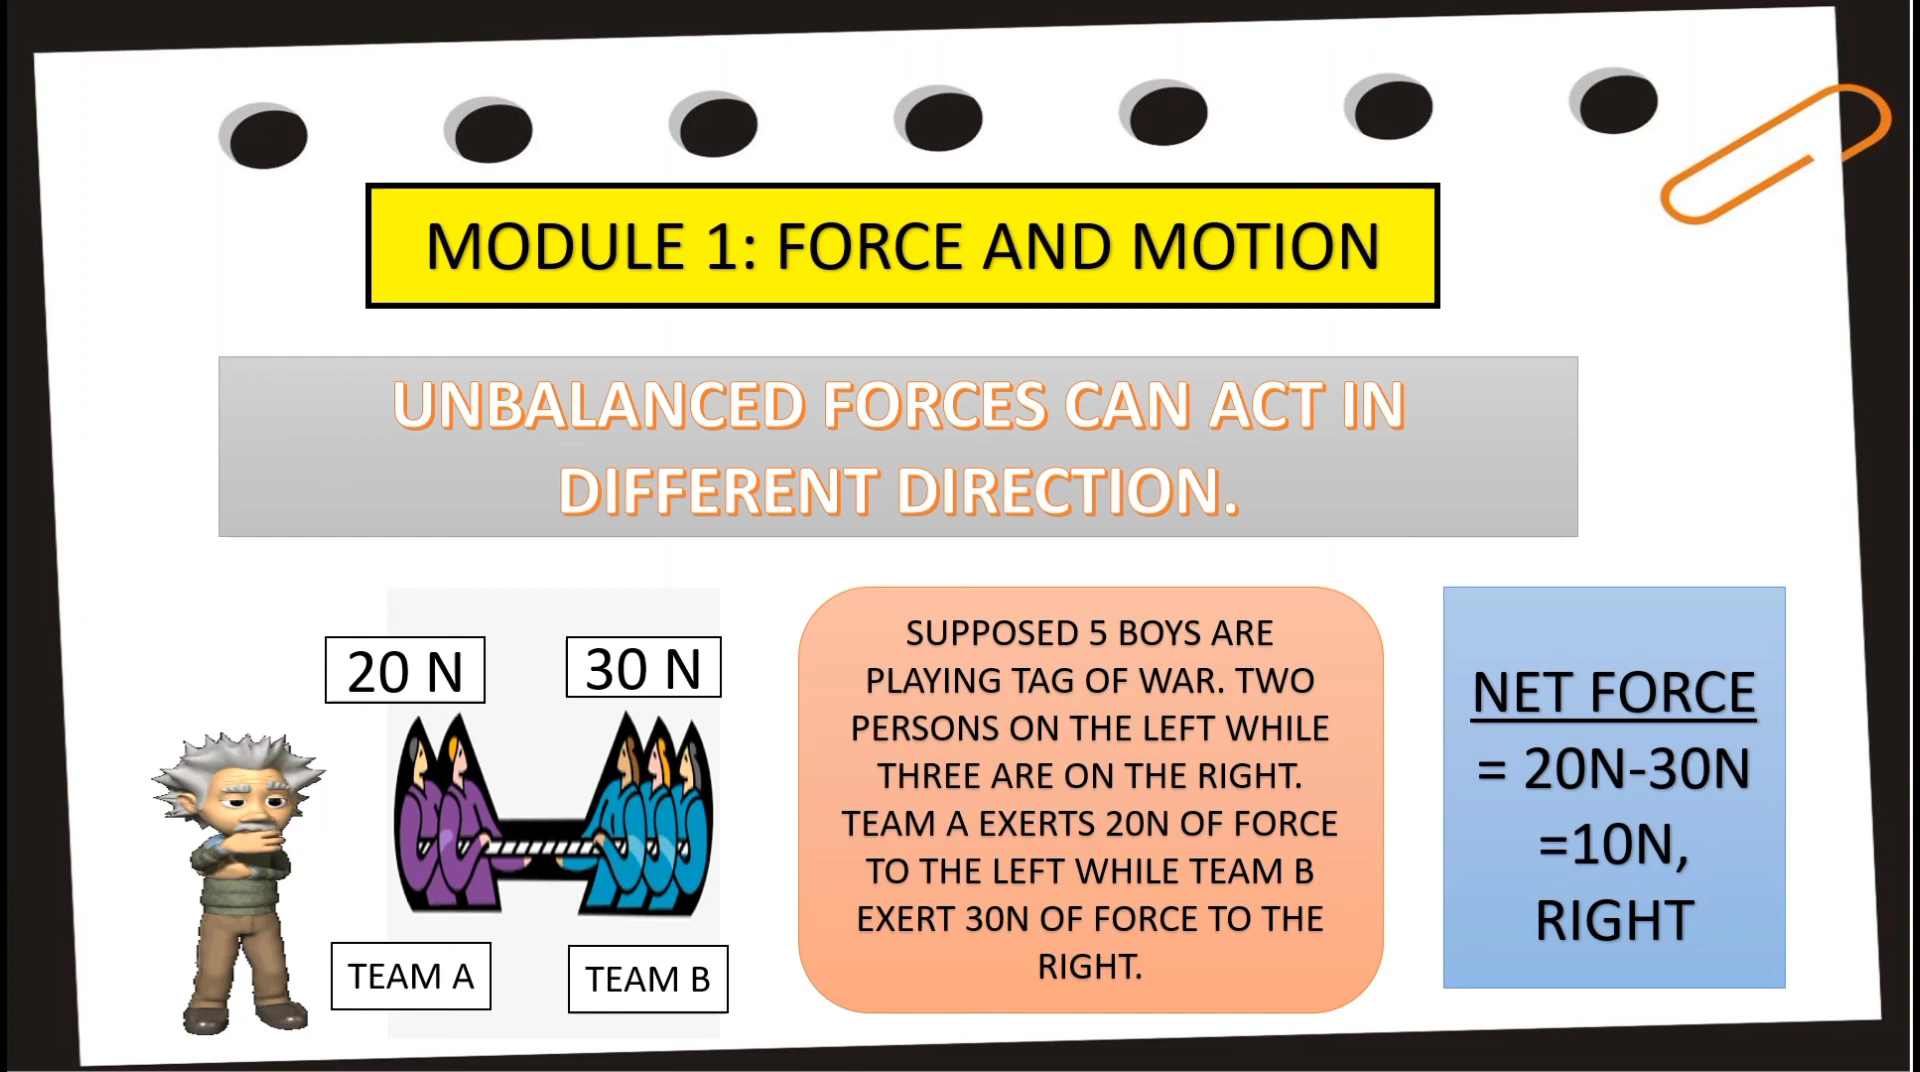 MODULE 1: FORCE AND MOTION
UNBALANCED FORCES CAN ACT IN
DIFFERENT DIRECTION.
20 N
30 N
TEAM A
TEAM B
SUPPOSED 5 BOYS ARE
PLAYING TAG OF WAR. TWO
PERSONS ON THE LEFT WHILE
THREE ARE ON THE RIGHT.
TEAM A EXERTS 20N OF FORCE
TO THE LEFT WHILE TEAM B
EXERT 30N OF FORCE TO THE
RIGHT.
NET FORCE
= 20N-30N
=10N,
RIGHT